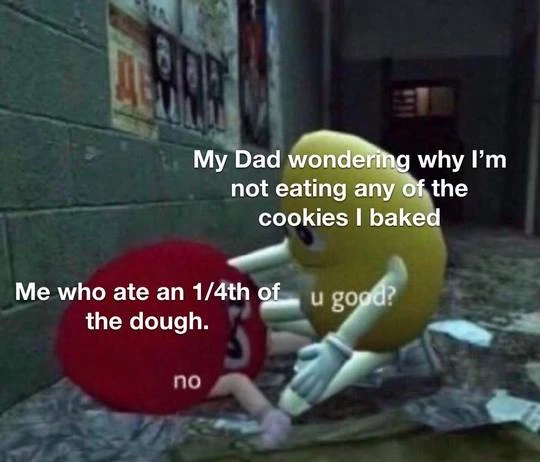 My Dad wondering why I'm
not eating any of the
cookies I baked
Me who ate an 1/4th of
the dough.
u good?
no